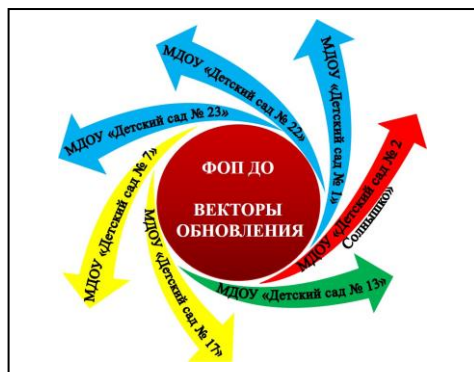 ФОП ДО
ВЕКТОРЫ
ОБНОВЛЕНИЯ
МДОУ «Детский сад № 1»
МДОУ «Детский сад № 2
Солнышко»
МДОУ «Детский сад № 13»
МДОУ «Детский сад № 17»
МДОУ «Детский сад № 7»
МДОУ «Детский сад № 23»
МДОУ «Детский сад № 22»